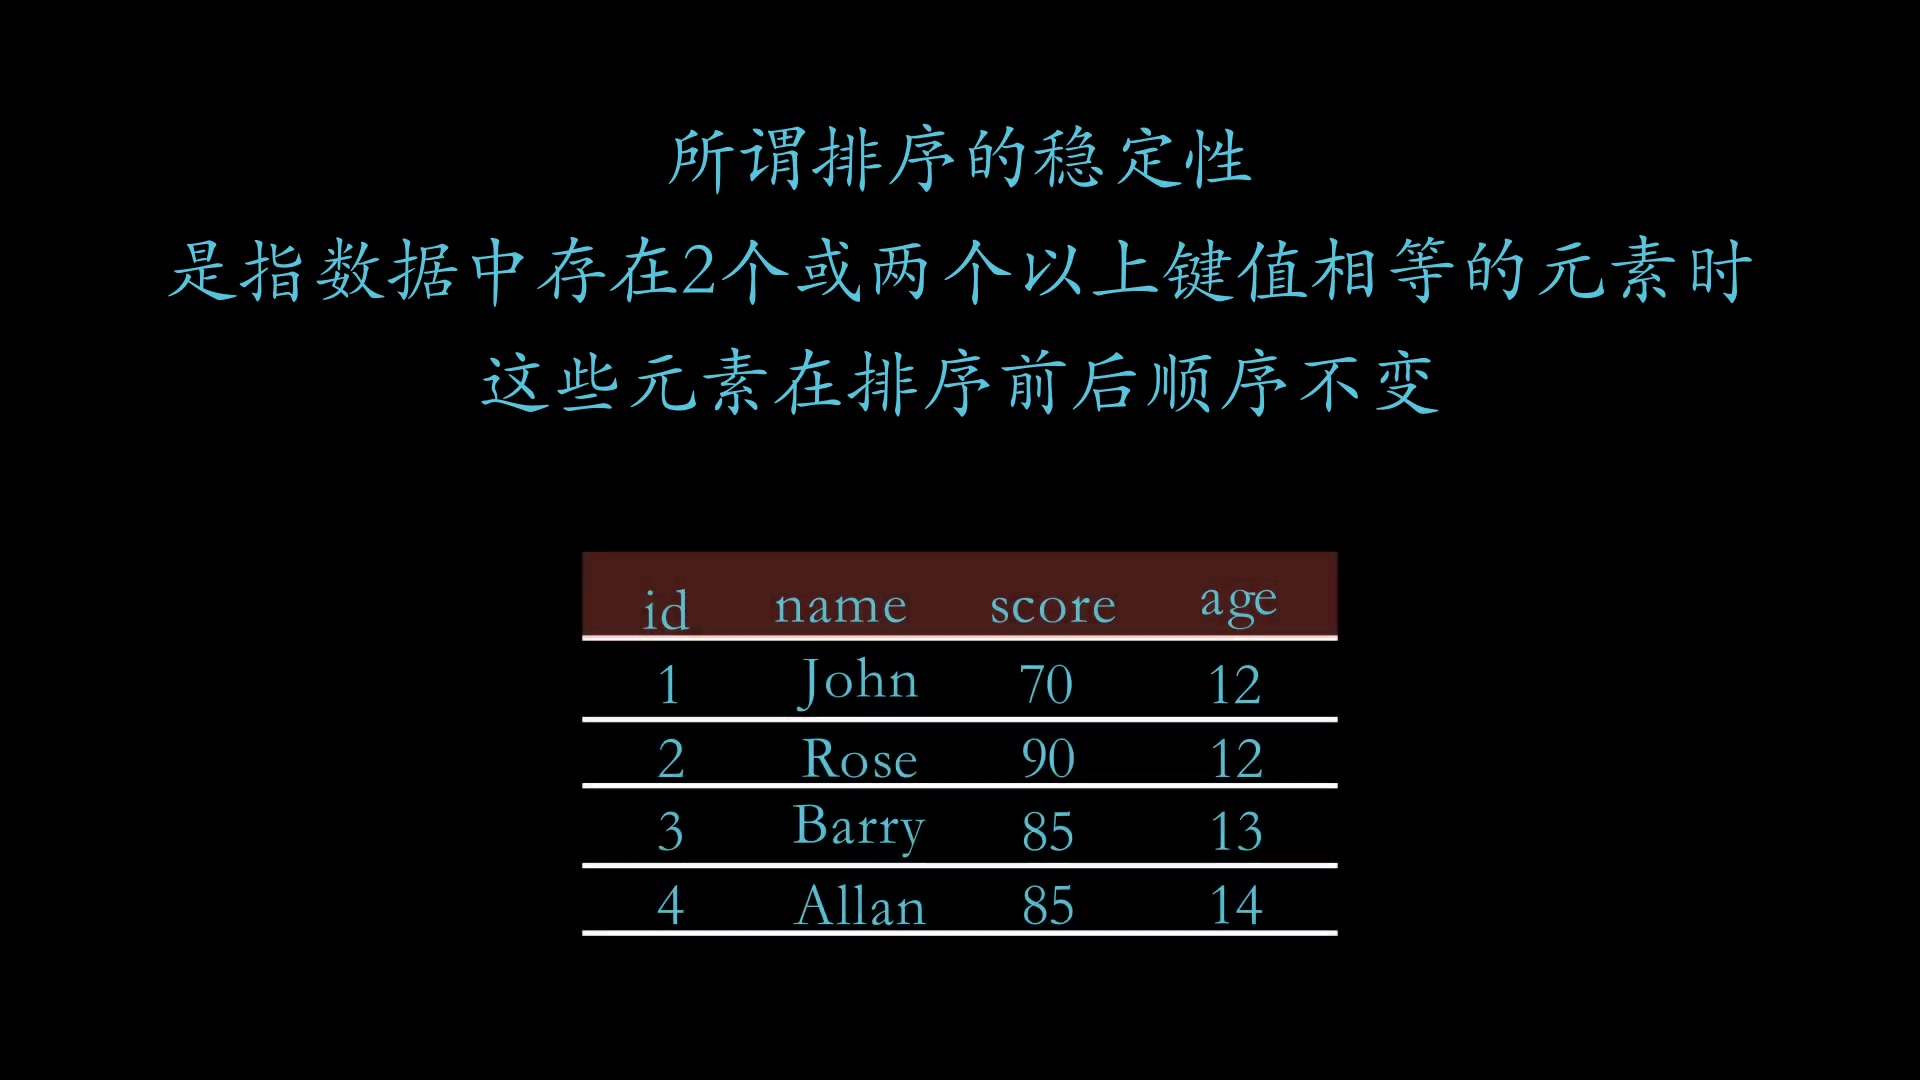 所谓排序的稳定性
是指数据中存在2个或两个以上键值相等的元素时
这些元素在排序前后顺序不变
id name score age
1 John 70 12
2 Rose 90 12
3 Barry 85 13
4 Allan 85 14